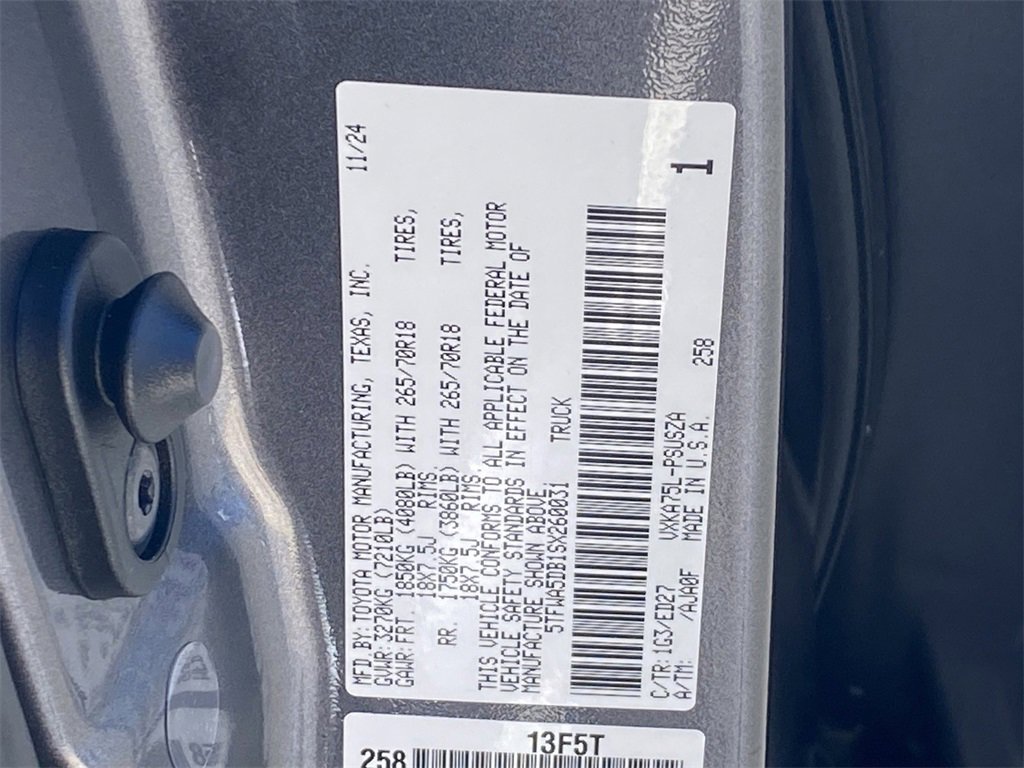 MFD.BY:TOYOTA MOTOR MANUFACTURING, TEXAS, INC. 11/24
GVWR:3270KG (7210LB)
GAWR:FRT. 1850KG (4080LB) WITH 265/70R18 TIRES,
18X7.5J RIMS.
RR. 1750KG (3860LB) WITH 265/70R18 TIRES,
18X7.5J RIMS.
THIS VEHICLE CONFORMS TO ALL APPLICABLE FEDERAL MOTOR
VEHICLE SAFETY STANDARDS IN EFFECT ON THE DATE OF
MANUFACTURE SHOWN ABOVE
5TFWA5DB1SX260031 TRUCK
C/TR:1G3/ED27 VXKA75L-PSUSZA 1
A/TM: /AJA0F MADE IN U.S.A. 258
13F5T
258